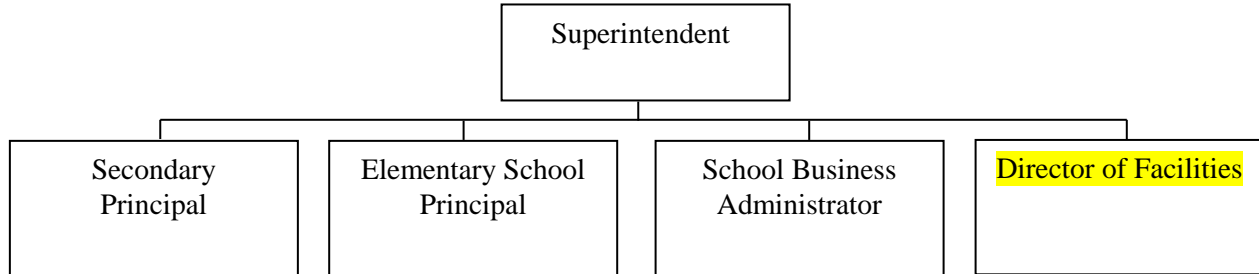 Superintendent
Secondary
Principal
Elementary School
Principal
School Business
Administrator
Director of Facilities